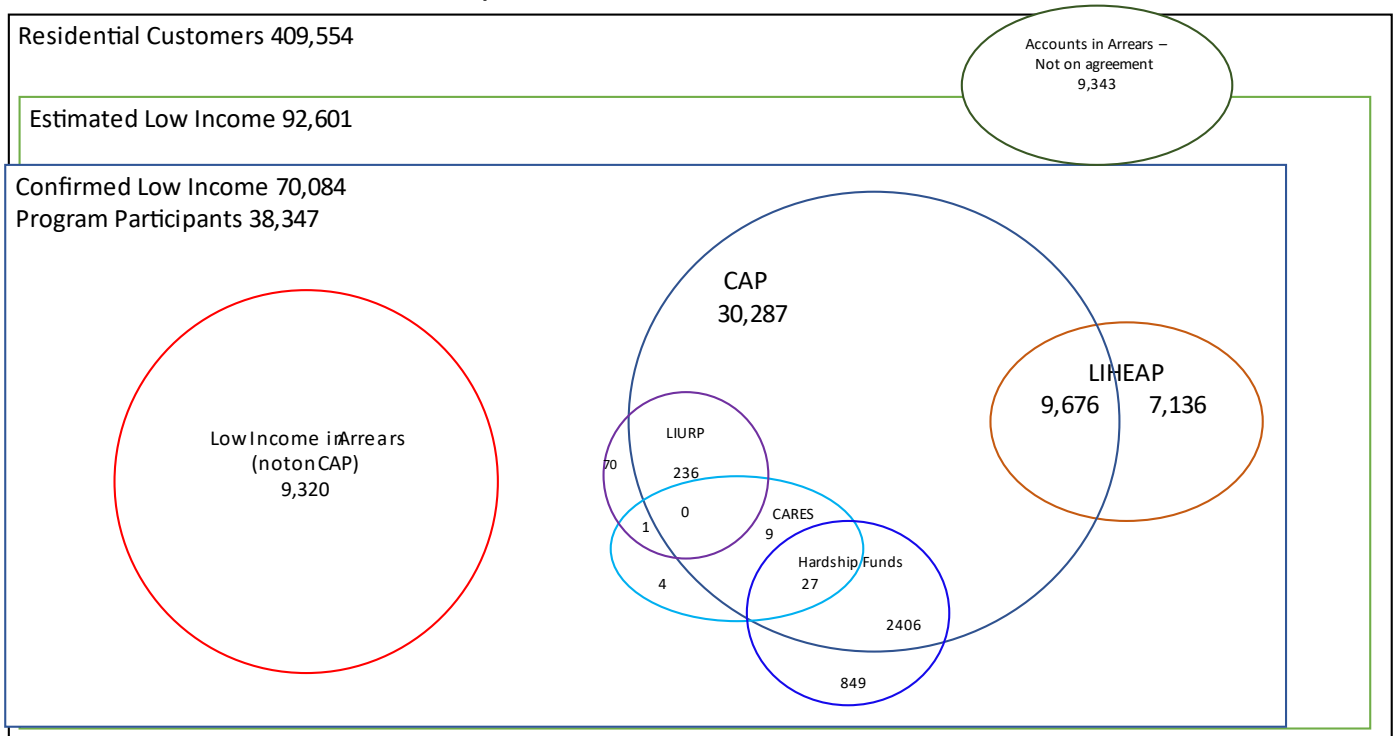 Residential Customers 409,554
Accounts in Arrears –
Not on agreement
9,343
Estimated Low Income 92,601
Confirmed Low Income 70,084
Program Participants 38,347
CAP
30,287
LIHEAP
9,676 7,136
Low Income in Arrears
(not on CAP)
9,320
LIURP
70 236
0
1
CARES
9
4
Hardship Funds
27
2406
849